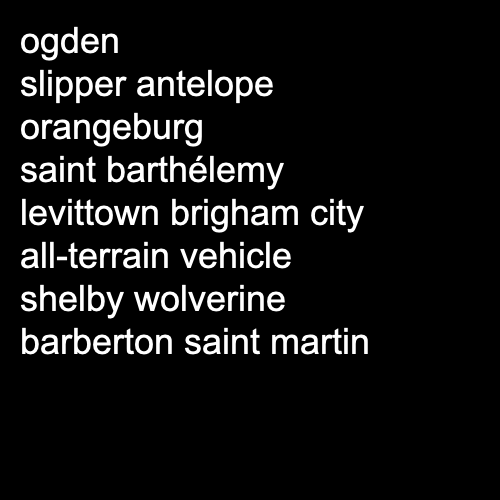 ogden
slipper antelope
orangeburg
saint barthélemy
levittown brigham city
all-terrain vehicle
shelby wolverine
barberton saint martin